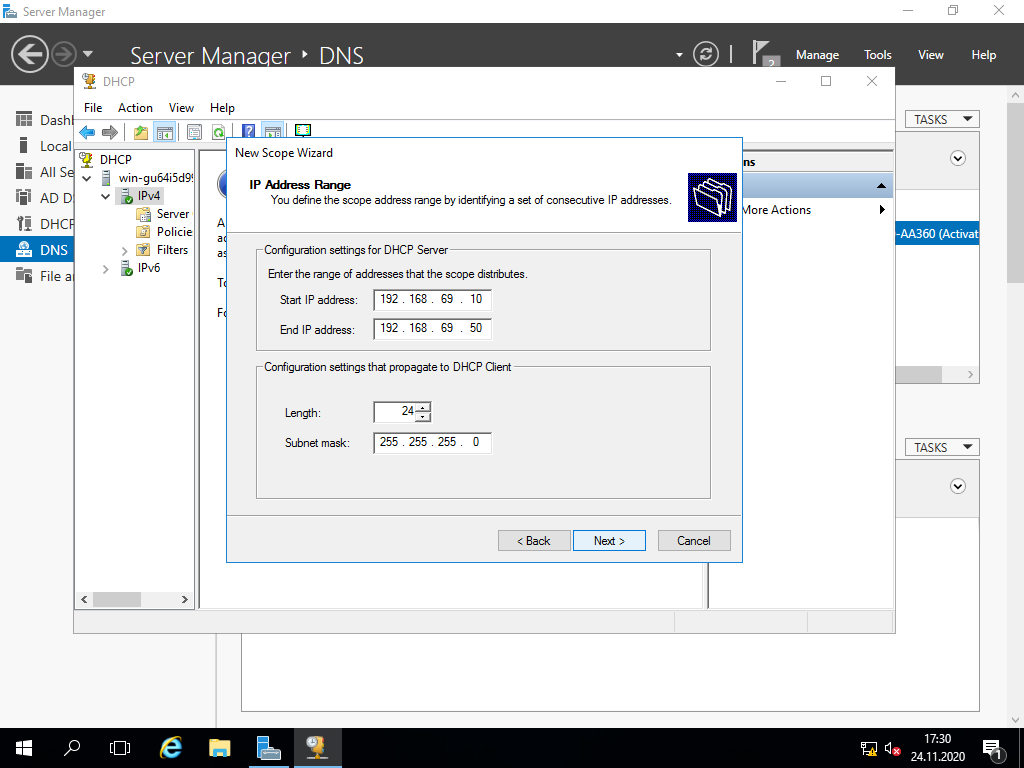 Server Manager
Server Manager ‣ DNS
2
Manage
Tools
View
Help
DHCP
File
Action
View
Help
Local
All Se
AD D
DHCP
DNS
File a
DHCP
win-gu64i5d9
IPv4
Server
Policie
Filters
IPv6
A
as
To
Fo
New Scope Wizard
IP Address Range
You define the scope address range by identifying a set of consecutive IP addresses.
Configuration settings for DHCP Server
Enter the range of addresses that the scope distributes.
Start IP address: 192 . 168 . 69 . 10
End IP address: 192 . 168 . 69 . 50
Configuration settings that propagate to DHCP Client
Length: 24
Subnet mask: 255 . 255 . 255 . 0
< Back
Next >
Cancel
ns
More Actions
TASKS
-AA360 (Activat
TASKS
17:30
24.11.2020
1